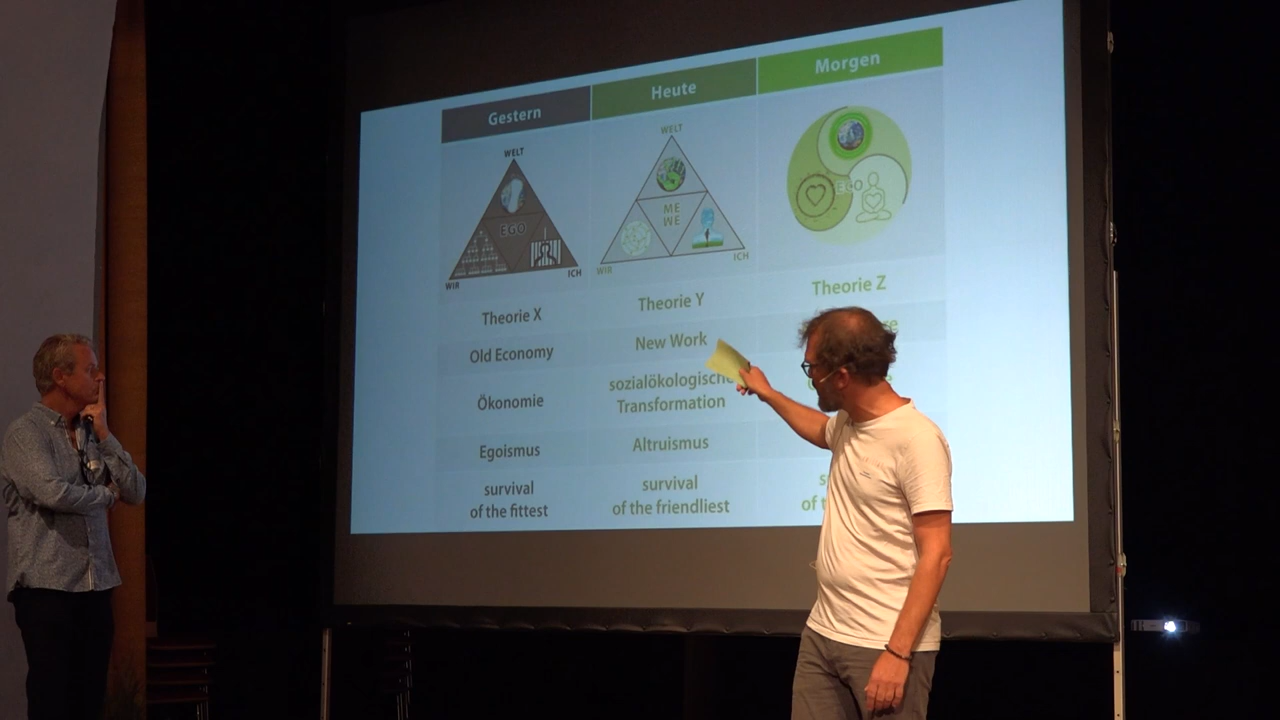 Gestern
Heute
Morgen
WELT
EGO
WIR
ICH
WELT
ME
WE
WIR
ICH
EGO
Theorie X
Theorie Y
Theorie Z
Old Economy
New Work
Ökonomie
sozialökologische
Transformation
Egoismus
Altruismus
survival
of the fittest
survival
of the friendliest